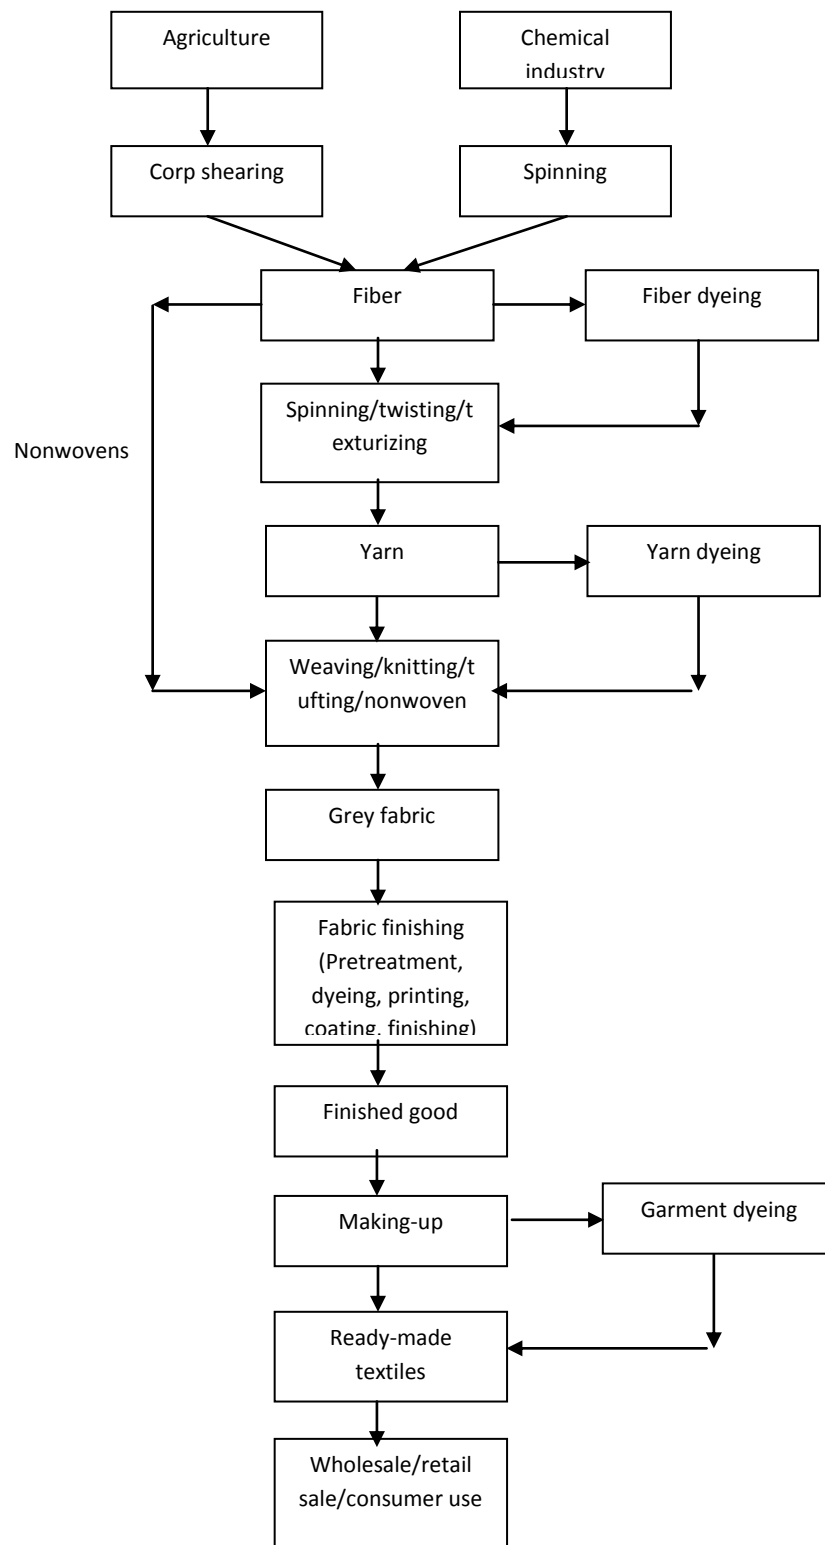 Agriculture
Chemical
industry
Corp shearing
Spinning
Fiber
Fiber dyeing
Spinning/twisting/t
exturizing
Nonwovens
Yarn
Yarn dyeing
Weaving/knitting/t
ufting/nonwoven
Grey fabric
Fabric finishing
(Pretreatment,
dyeing, printing,
coating, finishing)
Finished good
Making-up
Garment dyeing
Ready-made
textiles
Wholesale/retail
sale/consumer use